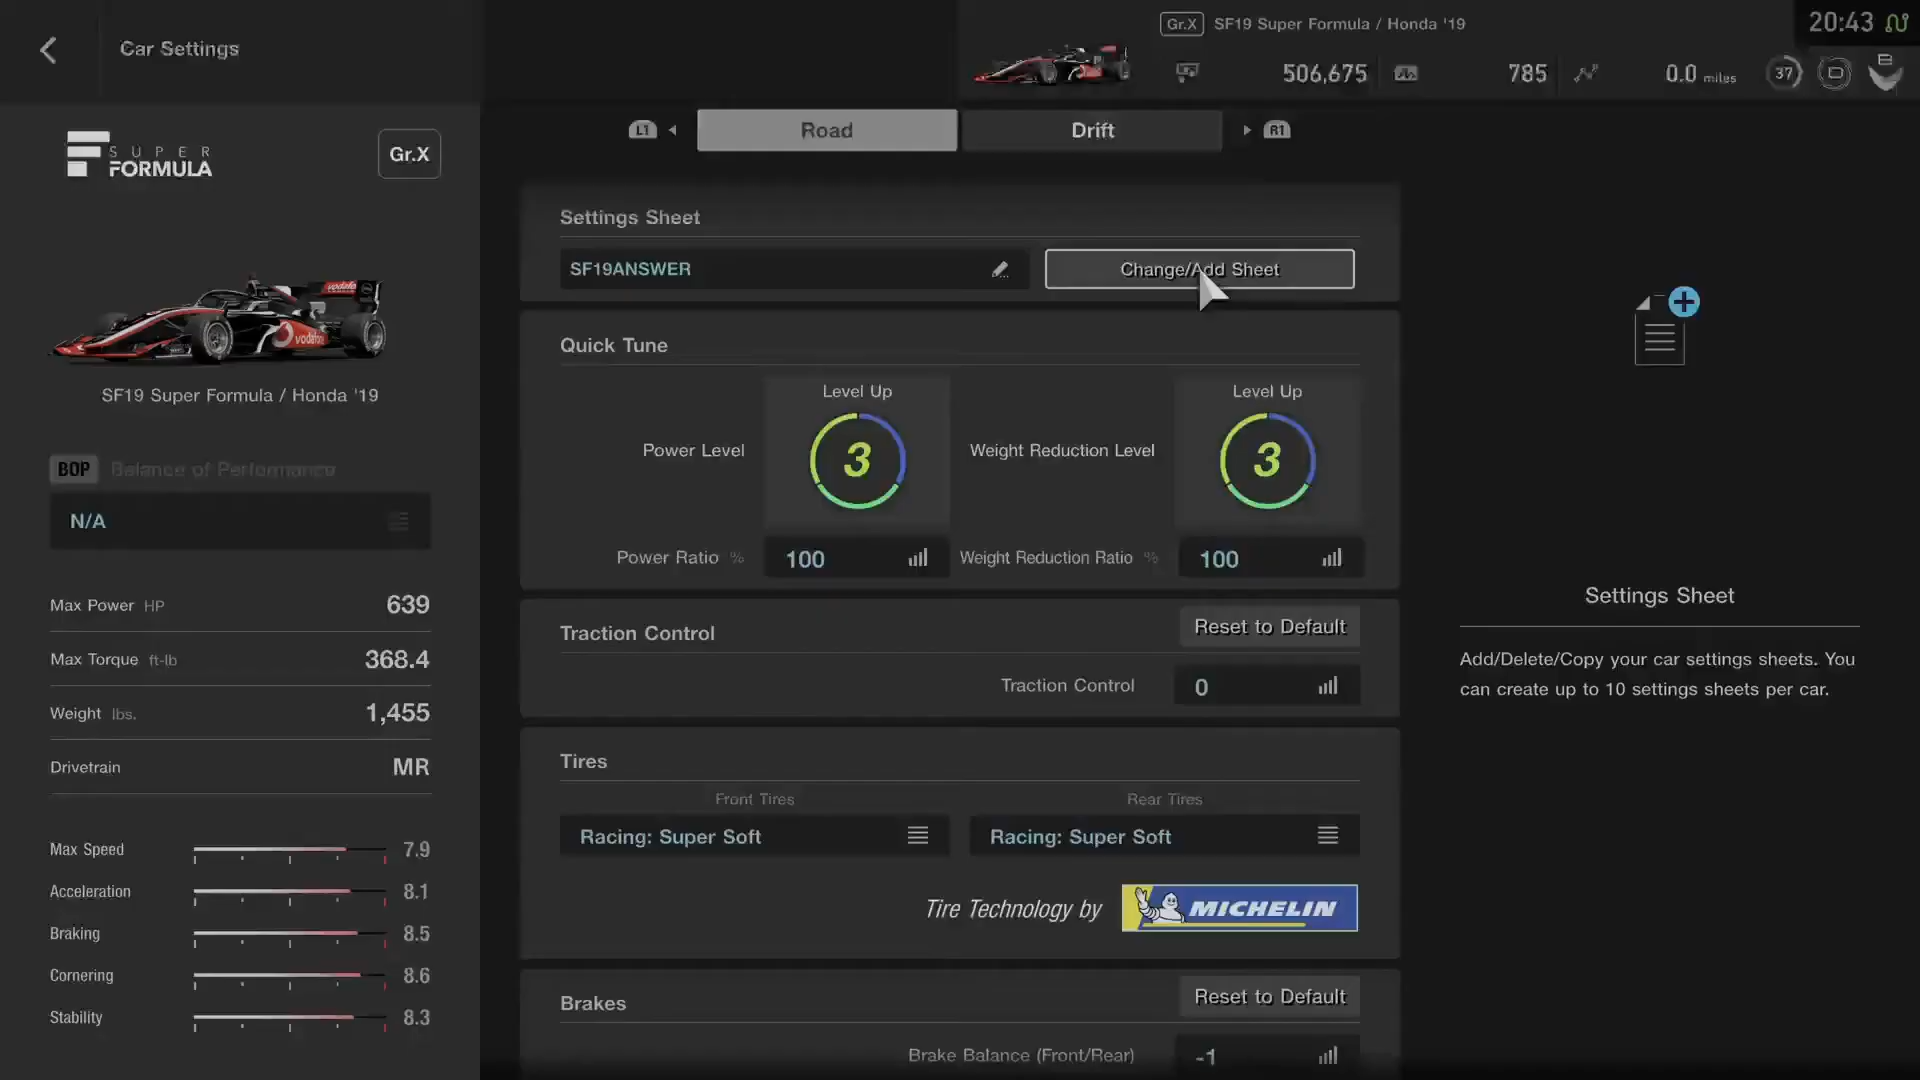 Car Settings
Gr.X SF19 Super Formula / Honda '19
20:43
506,675
785
0.0 miles
37
D
B
SUPER
FORMULA
Gr.X
SF19 Super Formula / Honda '19
BOP Balance of Performance
N/A
Max Power HP 639
Max Torque ft-lb 368.4
Weight lbs. 1,455
Drivetrain MR
Max Speed 7.9
Acceleration 8.1
Braking 8.5
Cornering 8.6
Stability 8.3
L1 Road Drift R1
Settings Sheet
SF19ANSWER Change/Add Sheet
Quick Tune
Level Up Level Up
Power Level 3 Weight Reduction Level 3
Power Ratio % 100 Weight Reduction Ratio % 100
Traction Control Reset to Default
Traction Control 0
Tires
Front Tires Rear Tires
Racing: Super Soft Racing: Super Soft
Tire Technology by MICHELIN
Brakes Reset to Default
Brake Balance (Front/Rear) -1
Settings Sheet
Add/Delete/Copy your car settings sheets. You
can create up to 10 settings sheets per car.
vodafone
vodafone